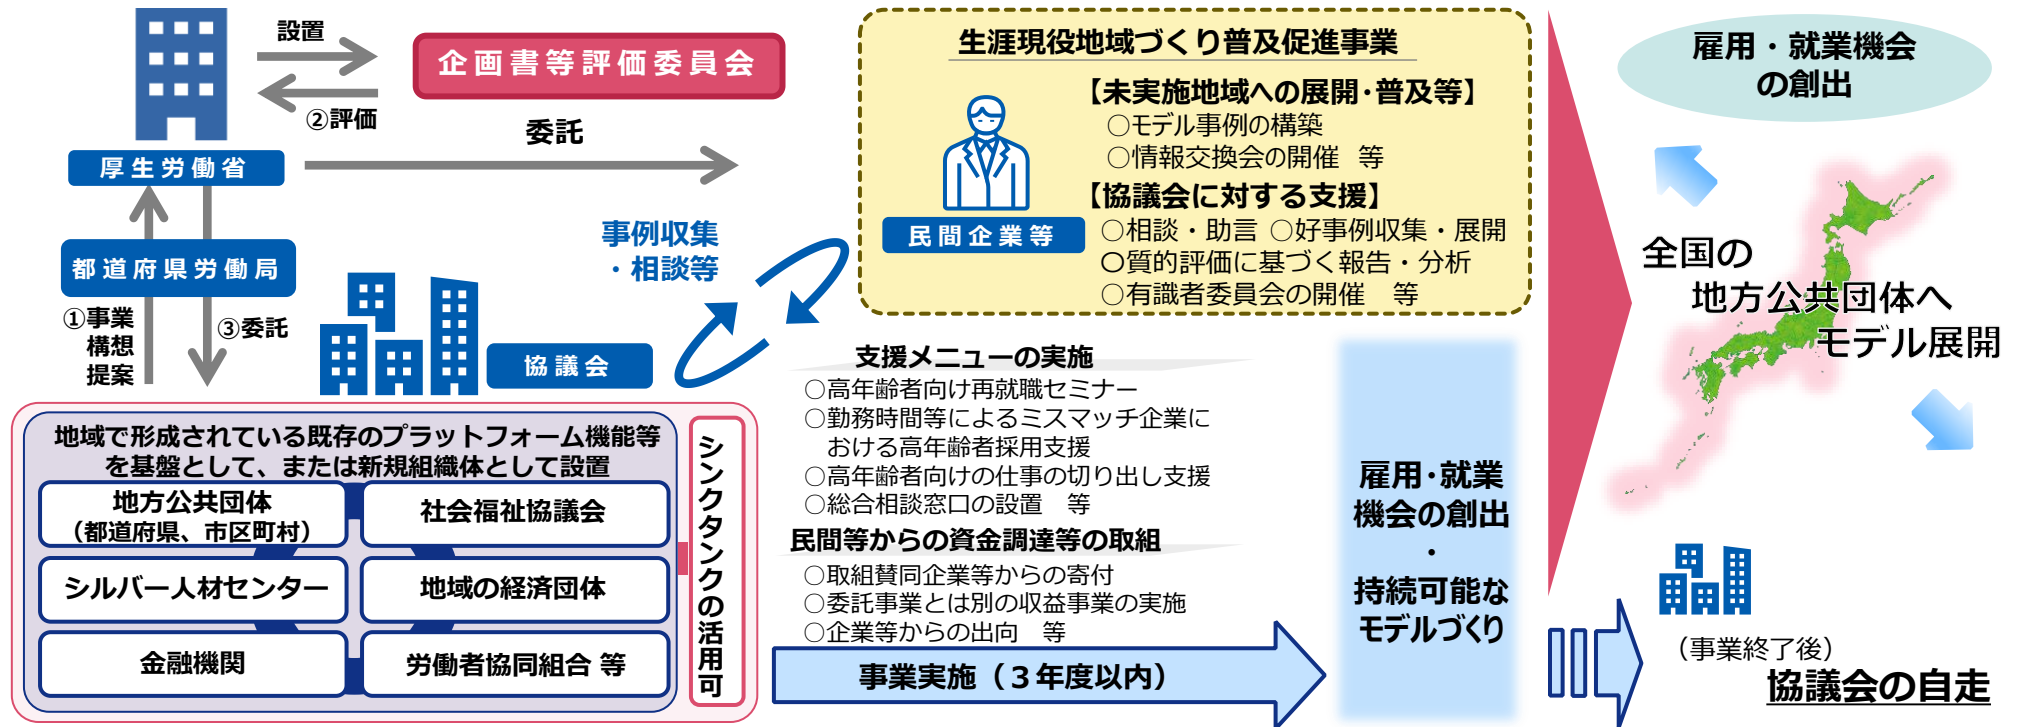 設置
企画書等評価委員会
②評価
委託
厚生労働省
都道府県労働局
①事業
構想
提案
③委託
事例収集
・相談等
協議会
地域で形成されている既存のプラットフォーム機能等
を基盤として、または新規組織体として設置
地方公共団体
（都道府県、市区町村）
社会福祉協議会
シルバー人材センター
地域の経済団体
金融機関
労働者協同組合 等
シンクタンクの活用可
生涯現役地域づくり普及促進事業
【未実施地域への展開･普及等】
○モデル事例の構築
○情報交換会の開催 等
【協議会に対する支援】
○相談・助言 ○好事例収集・展開
○質的評価に基づく報告・分析
○有識者委員会の開催 等
民間企業等
支援メニューの実施
○高年齢者向け再就職セミナー
○勤務時間等によるミスマッチ企業に
おける高年齢者採用支援
○高年齢者向けの仕事の切り出し支援
○総合相談窓口の設置 等
民間等からの資金調達等の取組
○取組賛同企業等からの寄付
○委託事業とは別の収益事業の実施
○企業等からの出向 等
事業実施（３年度以内）
雇用･就業
機会の創出
・
持続可能な
モデルづくり
雇用・就業機会
の創出
全国の
地方公共団体へ
モデル展開
（事業終了後）
協議会の自走